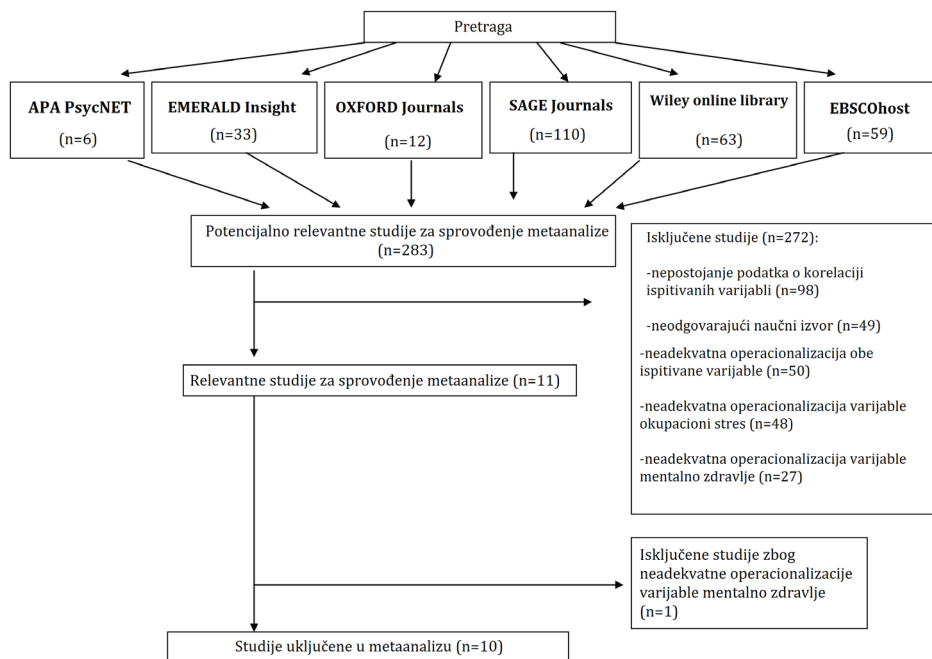 Pretraga
APA PsycNET
(n=6)
EMERALD Insight
(n=33)
OXFORD Journals
(n=12)
SAGE Journals
(n=110)
Wiley online library
(n=63)
EBSCOhost
(n=59)
Potencijalno relevantne studije za sprovođenje metaanalize
(n=283)
Isključene studije (n=272):
-nepostojanje podatka o korelaciji
ispitivanih varijabli (n=98)
-neodgovarajući naučni izvor (n=49)
-neadekvatna operacionalizacija obe
ispitivane varijable (n=50)
-neadekvatna operacionalizacija varijable
okupacioni stres (n=48)
-neadekvatna operacionalizacija varijable
mentalno zdravlje (n=27)
Relevantne studije za sprovođenje metaanalize (n=11)
Isključene studije zbog
neadekvatne operacionalizacije
varijable mentalno zdravlje
(n=1)
Studije uključene u metaanalizu (n=10)